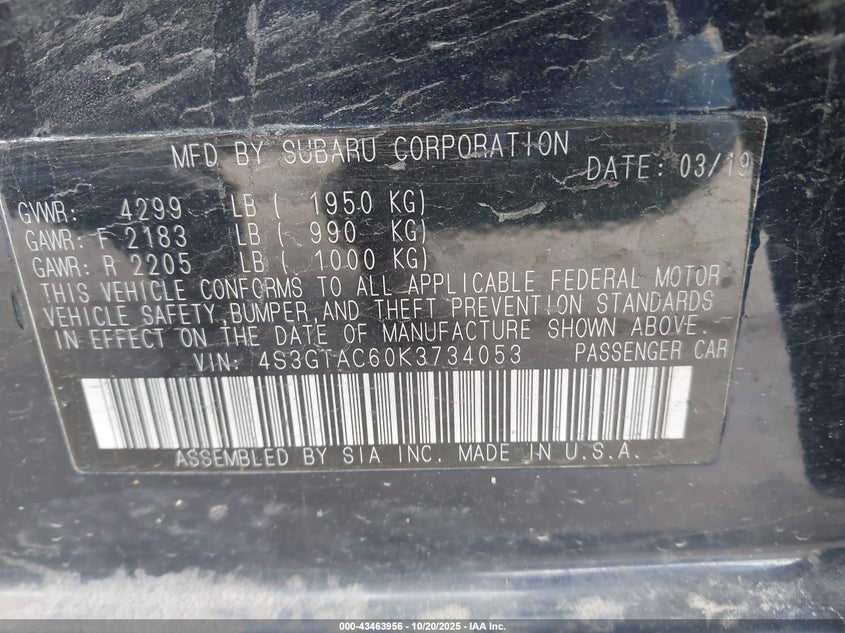 MFD BY SUBARU CORPORATION DATE: 03/19
GVWR: 4299 LB ( 1950 KG)
GAWR: F 2183 LB ( 990 KG)
GAWR: R 2205 LB ( 1000 KG)
THIS VEHICLE CONFORMS TO ALL APPLICABLE FEDERAL MOTOR
VEHICLE SAFETY, BUMPER, AND THEFT PREVENTION STANDARDS
IN EFFECT ON THE DATE OF MANUFACTURE SHOWN ABOVE.
VIN: 4S3GTAC60K3734053 PASSENGER CAR
ASSEMBLED BY SIA INC. MADE IN U.S.A.
000-43463956 | 10/20/2025 | IAA Inc.